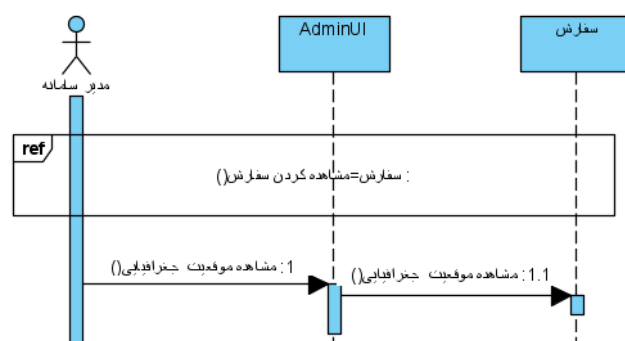 AdminUI
سفارش
مدیر سامانه
ref
: سفارش=مشاهده کردن سفارش()
1: مشاهده موقعیت جغرافیایی()
1.1: مشاهده موقعیت جغرافیایی()